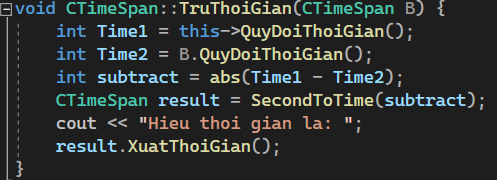 void CTimeSpan::TruThoiGian(CTimeSpan B) {
    int Time1 = this->QuyDoiThoiGian();
    int Time2 = B.QuyDoiThoiGian();
    int subtract = abs(Time1 - Time2);
    CTimeSpan result = SecondToTime(subtract);
    cout << "Hieu thoi gian la: ";
    result.XuatThoiGian();
}